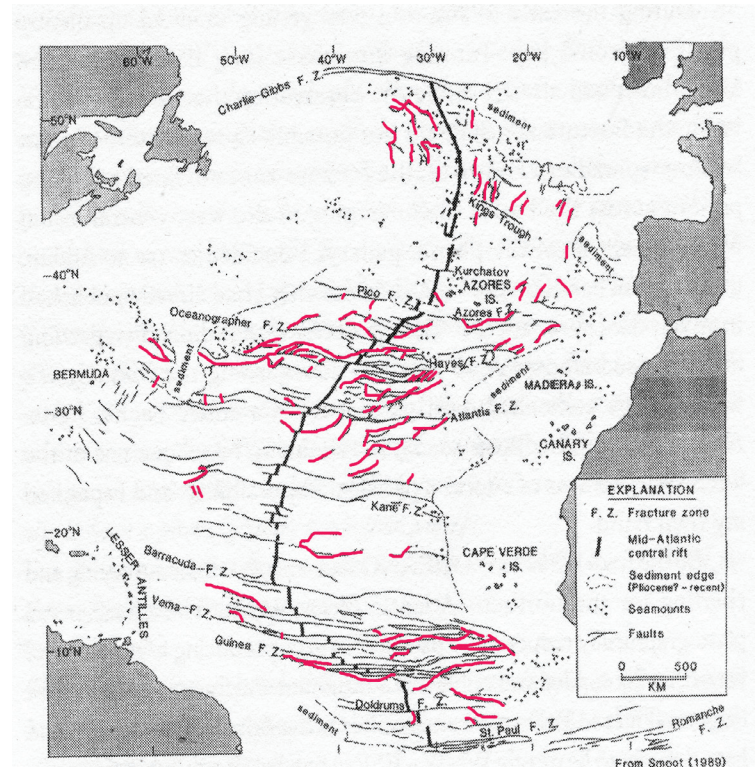 60°W
50°W
40°W
30°W
20°W
10°W
Charlie-Gibbs F. Z.
sediment
50°N
Kings Trough
sediment
40°N
Kurchatov
AZORES
IS.
Pico F. Z.
Oceanographer F. Z.
Azores F.Z.
sediment
BERMUDA
Hayes F.Z.
sediment
MADIERA IS.
30°N
Atlantis F. Z.
CANARY
IS.
EXPLANATION
F. Z. Fracture zone
Mid-Atlantic
central rift
Sediment edge
(Pliocene?-recent)
Seamounts
Faults
0 500
KM
Kane F.Z.
20°N
LESSER
ANTILLES
Barracuda F. Z.
CAPE VERDE
IS.
Vema F. Z.
Guinea F. Z.
10°N
Doldrums F. Z.
sediment
St. Paul F. Z.
Romanche
F. Z.
From Smoot (1989)